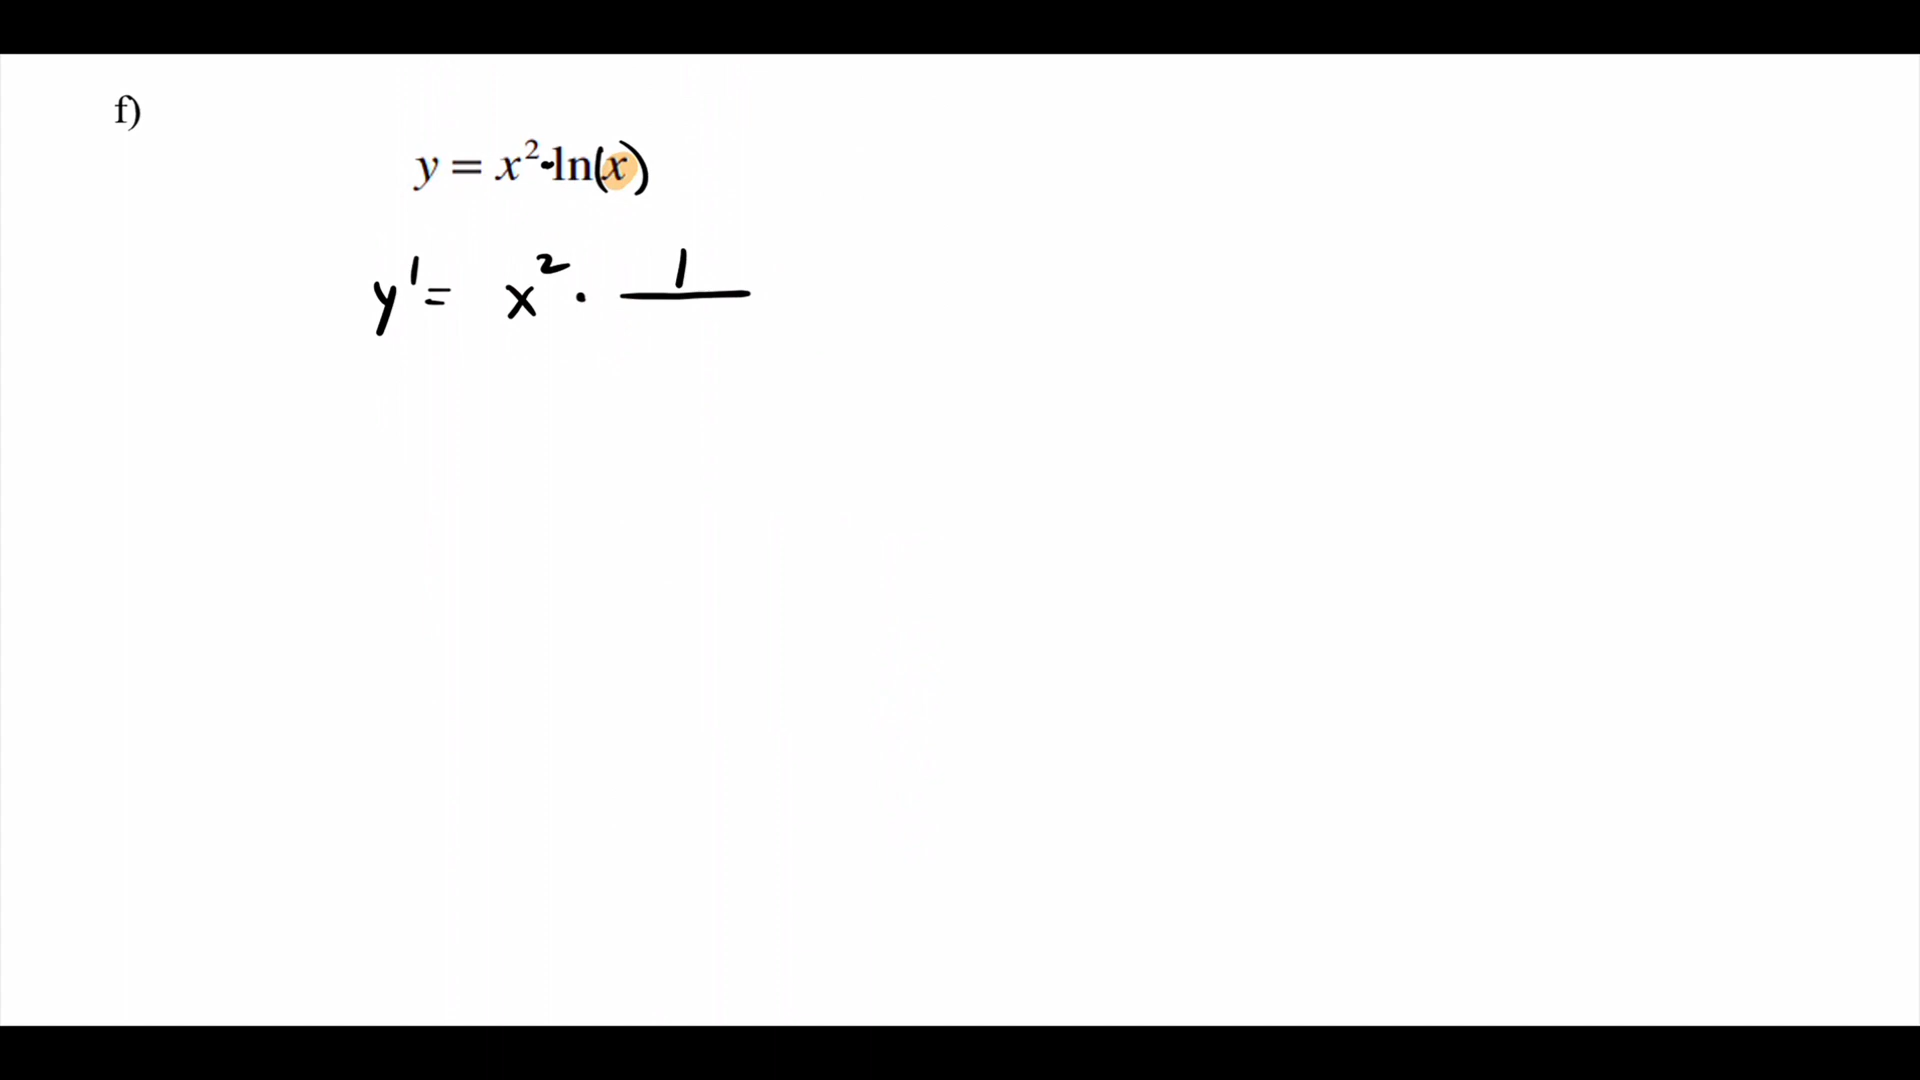 f)
y = x²·ln(x)
y' = x² · 1/